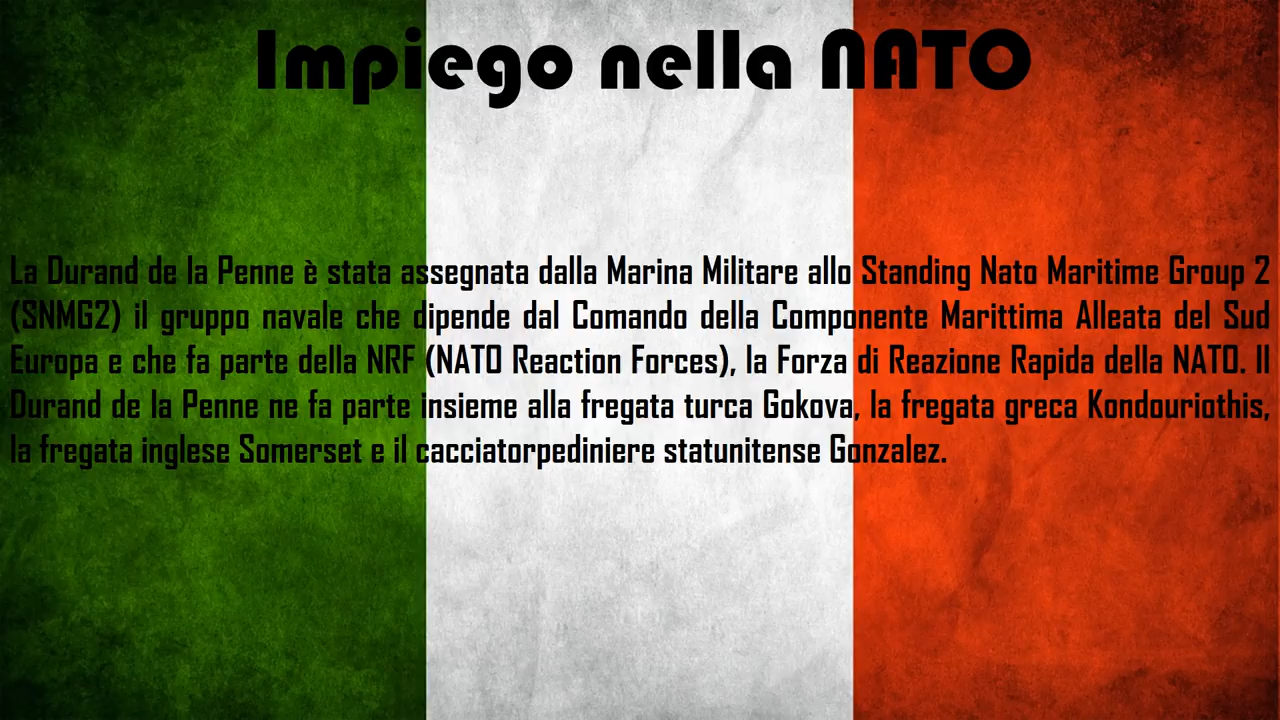 Impiego nella NATO
La Durand de la Penne è stata assegnata dalla Marina Militare allo Standing Nato Maritime Group 2
(SNMG2) il gruppo navale che dipende dal Comando della Componente Marittima Alleata del Sud
Europa e che fa parte della NRF (NATO Reaction Forces), la Forza di Reazione Rapida della NATO. Il
Durand de la Penne ne fa parte insieme alla fregata turca Gokova, la fregata greca Kondouriothis,
la fregata inglese Somerset e il cacciatorpediniere statunitense Gonzalez.